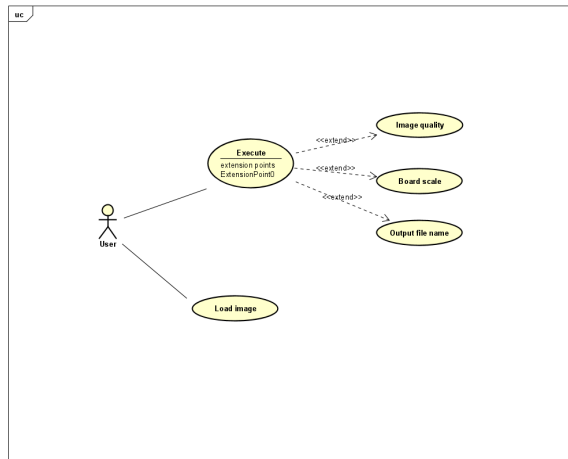 uc
Image quality
<<extend>>
Execute
extension points
ExtensionPoint0
<<extend>>
Board scale
<<extend>>
User
Output file name
Load image